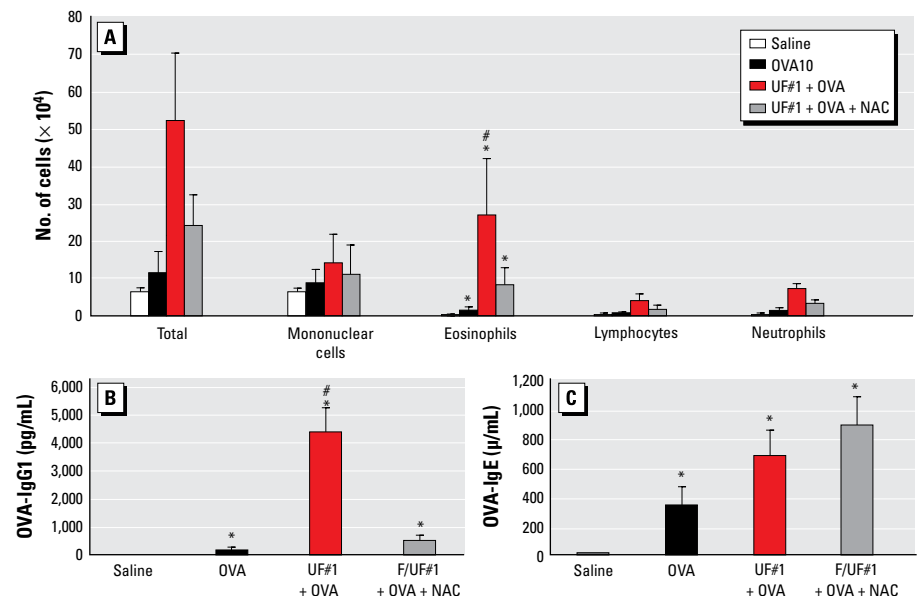 A
No. of cells (× 10⁴)
80
70
60
50
40
30
20
10
0
Saline
OVA10
UF#1 + OVA
UF#1 + OVA + NAC
*
#
*
*
Total
Mononuclear
cells
Eosinophils
Lymphocytes
Neutrophils
B
OVA-IgG1 (pg/mL)
6,000
5,000
4,000
3,000
2,000
1,000
0
*
#
*
*
Saline
OVA
UF#1
+ OVA
F/UF#1
+ OVA + NAC
C
OVA-IgE (µ/mL)
1,200
1,000
800
600
400
200
0
*
*
*
Saline
OVA
UF#1
+ OVA
F/UF#1
+ OVA + NAC